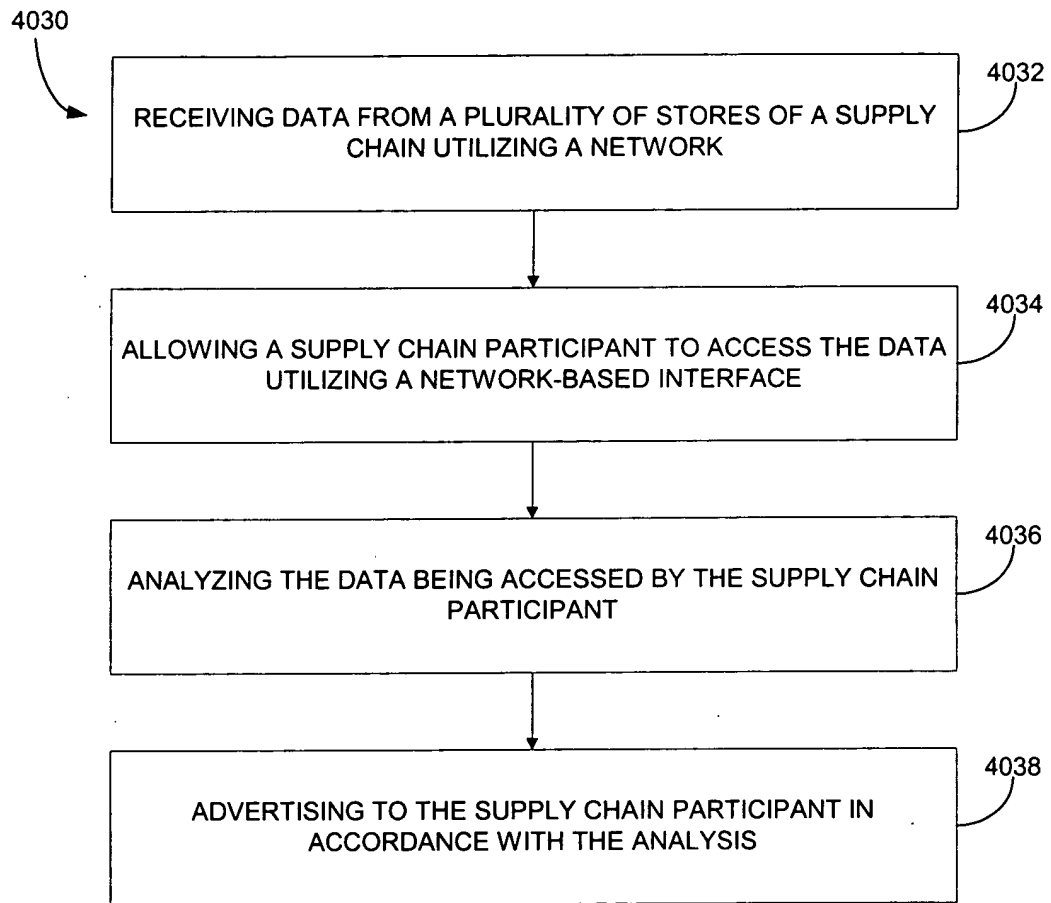 4030
4032
RECEIVING DATA FROM A PLURALITY OF STORES OF A SUPPLY
CHAIN UTILIZING A NETWORK
4034
ALLOWING A SUPPLY CHAIN PARTICIPANT TO ACCESS THE DATA
UTILIZING A NETWORK-BASED INTERFACE
4036
ANALYZING THE DATA BEING ACCESSED BY THE SUPPLY CHAIN
PARTICIPANT
4038
ADVERTISING TO THE SUPPLY CHAIN PARTICIPANT IN
ACCORDANCE WITH THE ANALYSIS